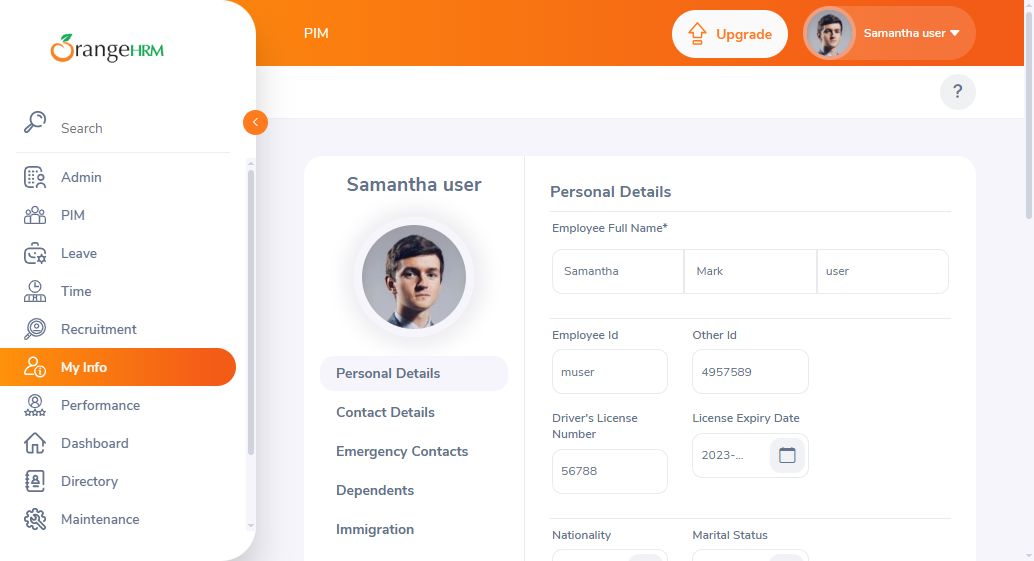 OrangeHRM
PIM
Upgrade
Samantha user
?
Search
Admin
PIM
Leave
Time
Recruitment
My Info
Performance
Dashboard
Directory
Maintenance
Samantha user
Personal Details
Contact Details
Emergency Contacts
Dependents
Immigration
Personal Details
Employee Full Name*
Samantha Mark user
Employee Id Other Id
muser 4957589
Driver's License License Expiry Date
Number
56788 2023-...
Nationality Marital Status